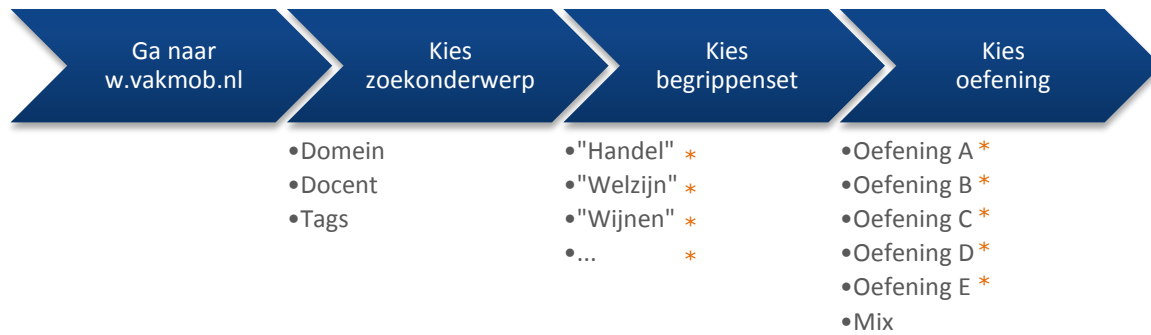 Ga naar
w.vakmob.nl
Kies
zoekonderwerp
Kies
begrippenset
Kies
oefening
•Domein
•Docent
•Tags
•"Handel" *
•"Welzijn" *
•"Wijnen" *
•... *
•Oefening A *
•Oefening B *
•Oefening C *
•Oefening D *
•Oefening E *
•Mix